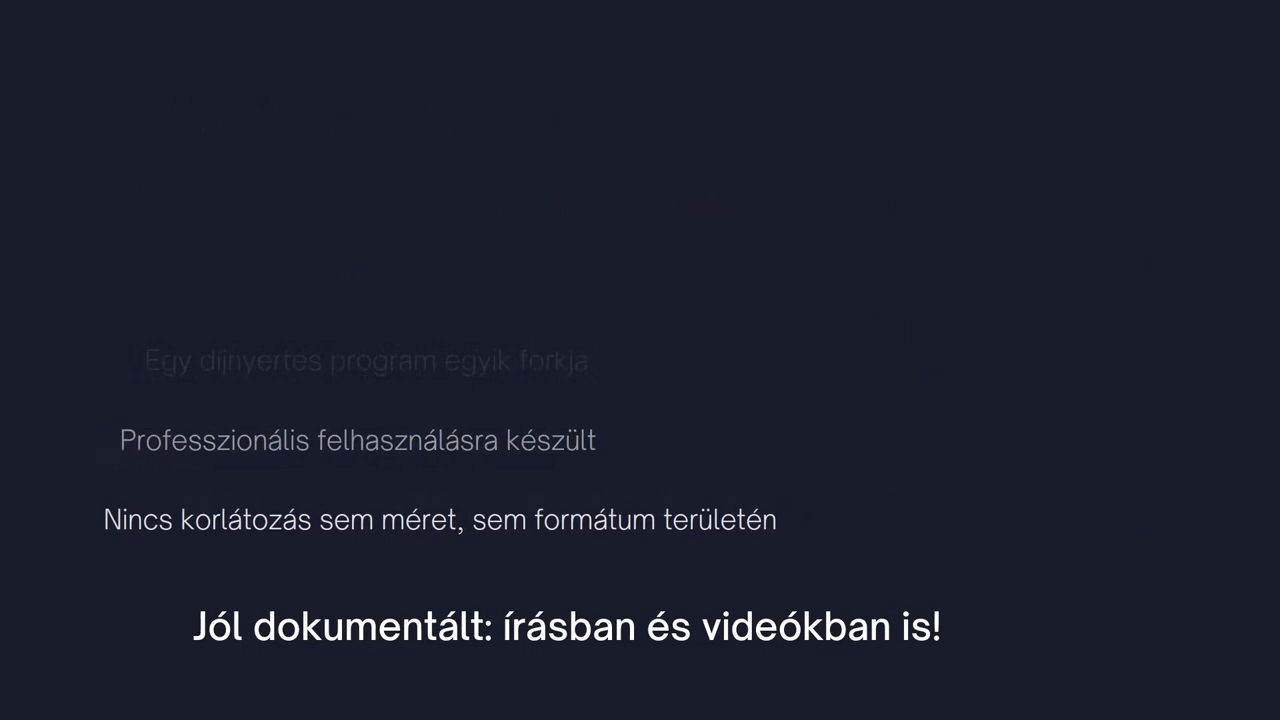 Egy díjnyertes program egyik forkja
Professzionális felhasználásra készült
Nincs korlátozás sem méret, sem formátum területén
Jól dokumentált: írásban és videókban is!